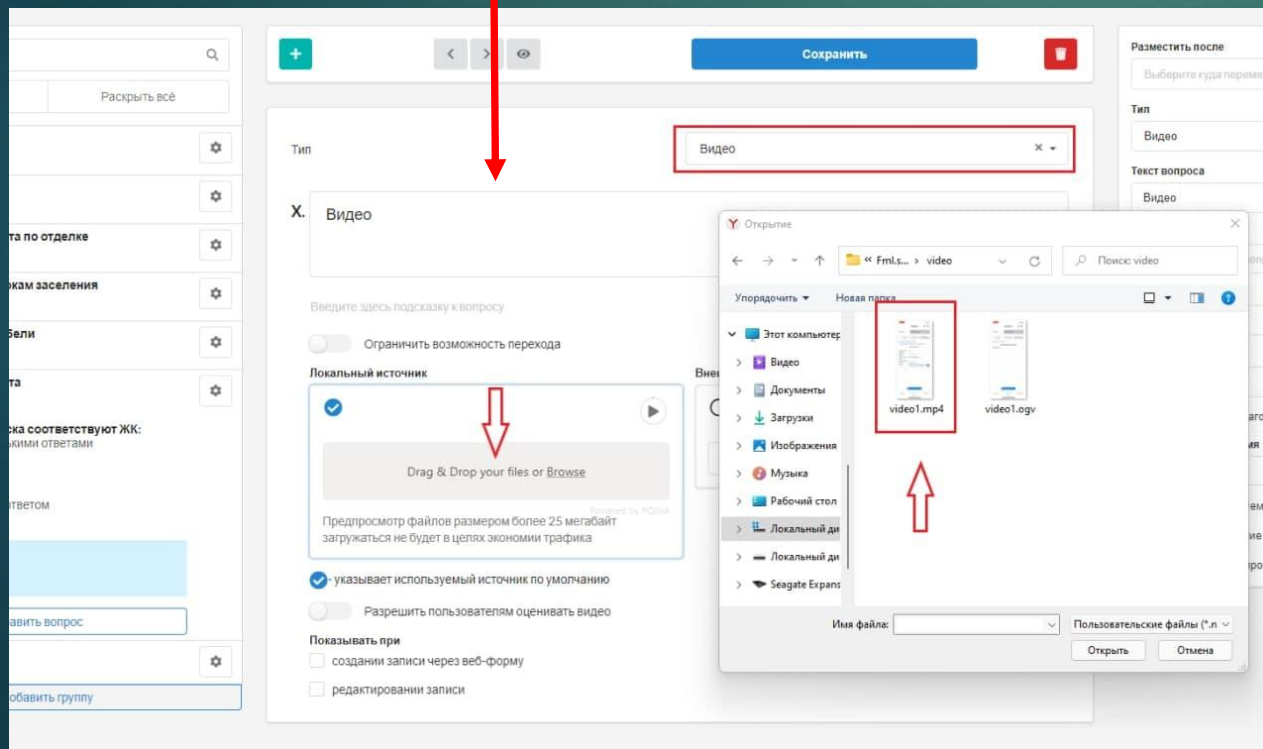 Раскрыть всё
та по отделке
кам заселения
бели
та
ска соответствуют ЖК:
кими ответами
тветом
авить вопрос
обавить группу
Сохранить
Тип
Видео
X.
Видео
Введите здесь подсказку к вопросу
Ограничить возможность перехода
Локальный источник
Drag & Drop your files or Browse
Powered by PQINA
Предпросмотр файлов размером более 25 мегабайт
загружаться не будет в целях экономии трафика
- указывает используемый источник по умолчанию
Разрешить пользователям оценивать видео
Показывать при
создании записи через веб-форму
редактировании записи
Вне
Открытие
« Fml.s... › video
Поиск: video
Упорядочить
Новая папка
Этот компьютер
Видео
Документы
Загрузки
Изображения
Музыка
Рабочий стол
Локальный ди
Локальный ди
Seagate Expans
video1.mp4
video1.ogv
Имя файла:
Пользовательские файлы (*.n
Открыть
Отмена
Разместить после
Выберите куда переме
Тип
Видео
Текст вопроса
Видео